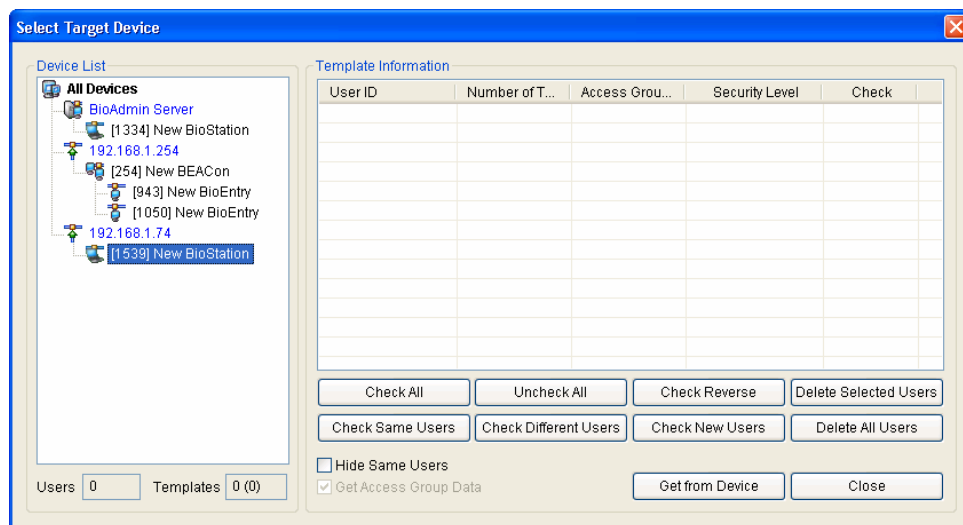 Select Target Device
Device List
All Devices
BioAdmin Server
[1334] New BioStation
192.168.1.254
[254] New BEACon
[943] New BioEntry
[1050] New BioEntry
192.168.1.74
[1539] New BioStation
Users 0 Templates 0 (0)
Template Information
User ID Number of T... Access Grou... Security Level Check
Check All Uncheck All Check Reverse Delete Selected Users
Check Same Users Check Different Users Check New Users Delete All Users
Hide Same Users
Get Access Group Data
Get from Device Close